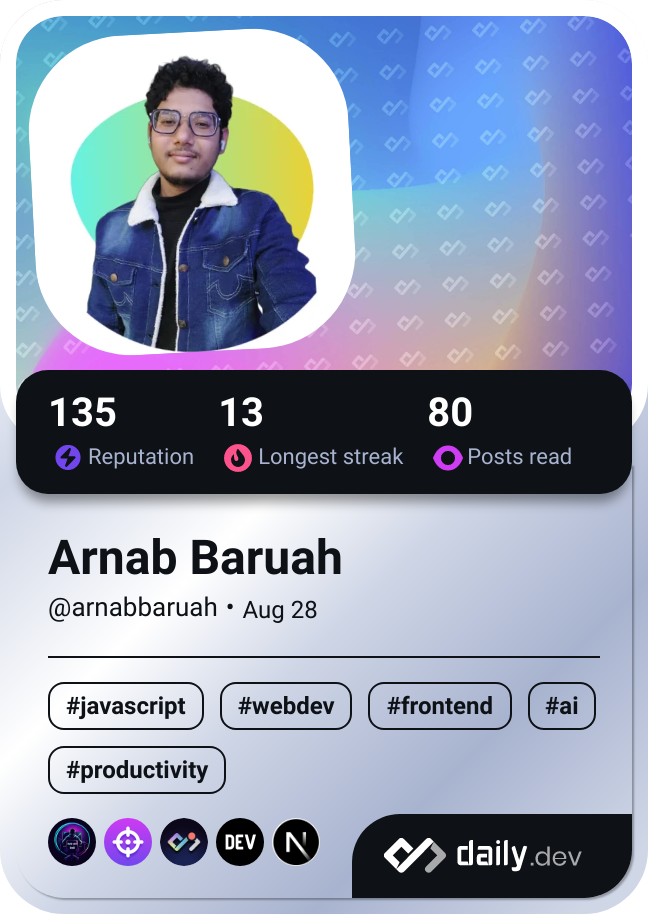 135 13 80
Reputation Longest streak Posts read
Arnab Baruah
@arnabbaruah • Aug 28
#javascript #webdev #frontend #ai
#productivity
DEV N
daily.dev